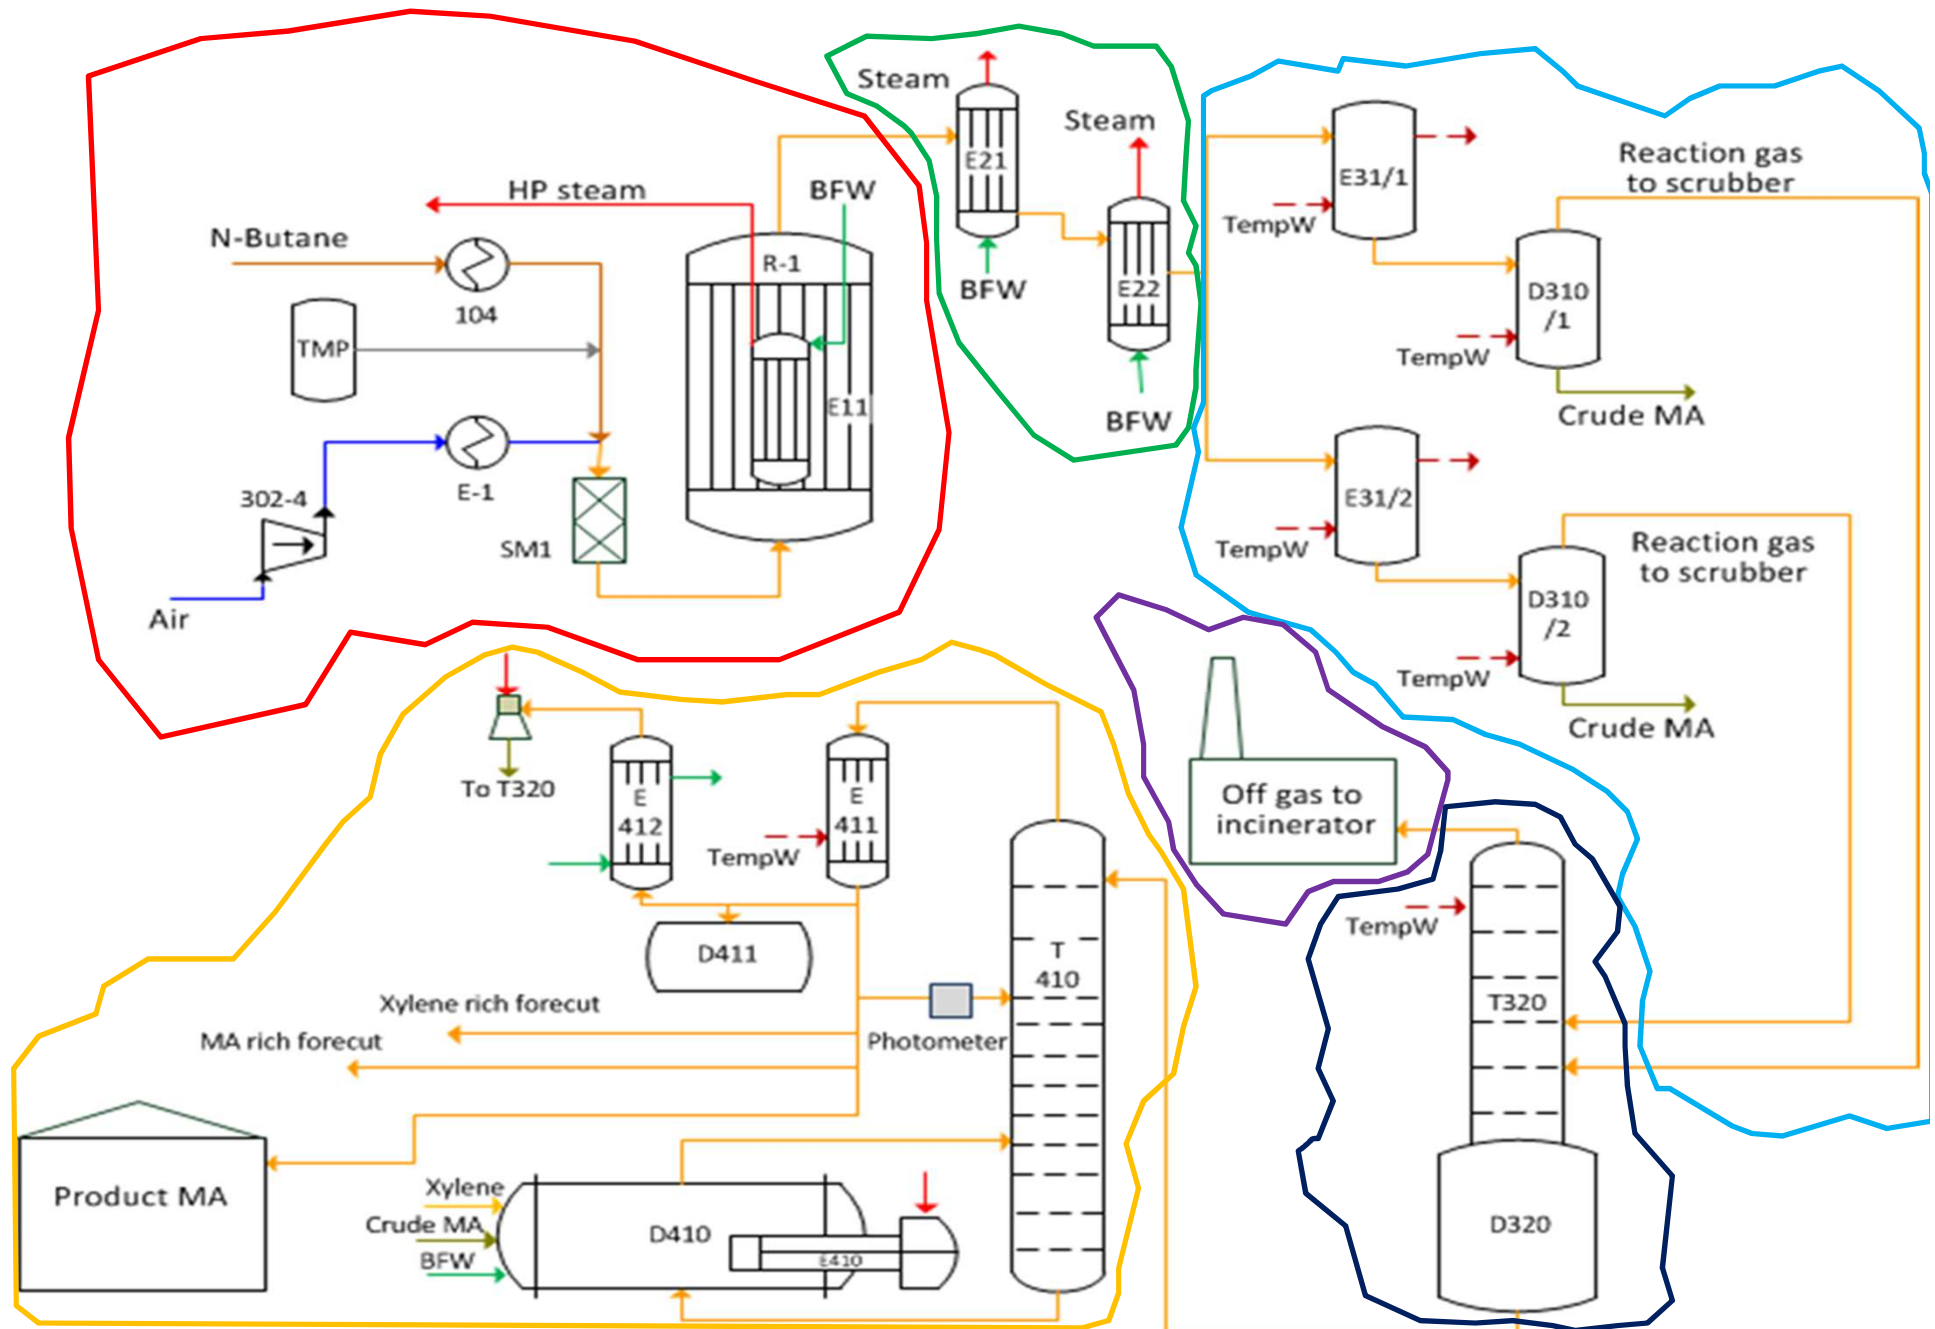 Steam
Steam
E21
E22
BFW
BFW
HP steam
BFW
N-Butane
R-1
104
TMP
E11
302-4
E-1
SM1
Air
E31/1
TempW
Reaction gas
to scrubber
D310
/1
TempW
Crude MA
E31/2
TempW
Reaction gas
to scrubber
D310
/2
TempW
Crude MA
To T320
E
412
E
411
TempW
D411
T
410
Xylene rich forecut
MA rich forecut
Photometer
Product MA
Xylene
Crude MA
BFW
D410
E410
Off gas to
incinerator
TempW
T320
D320